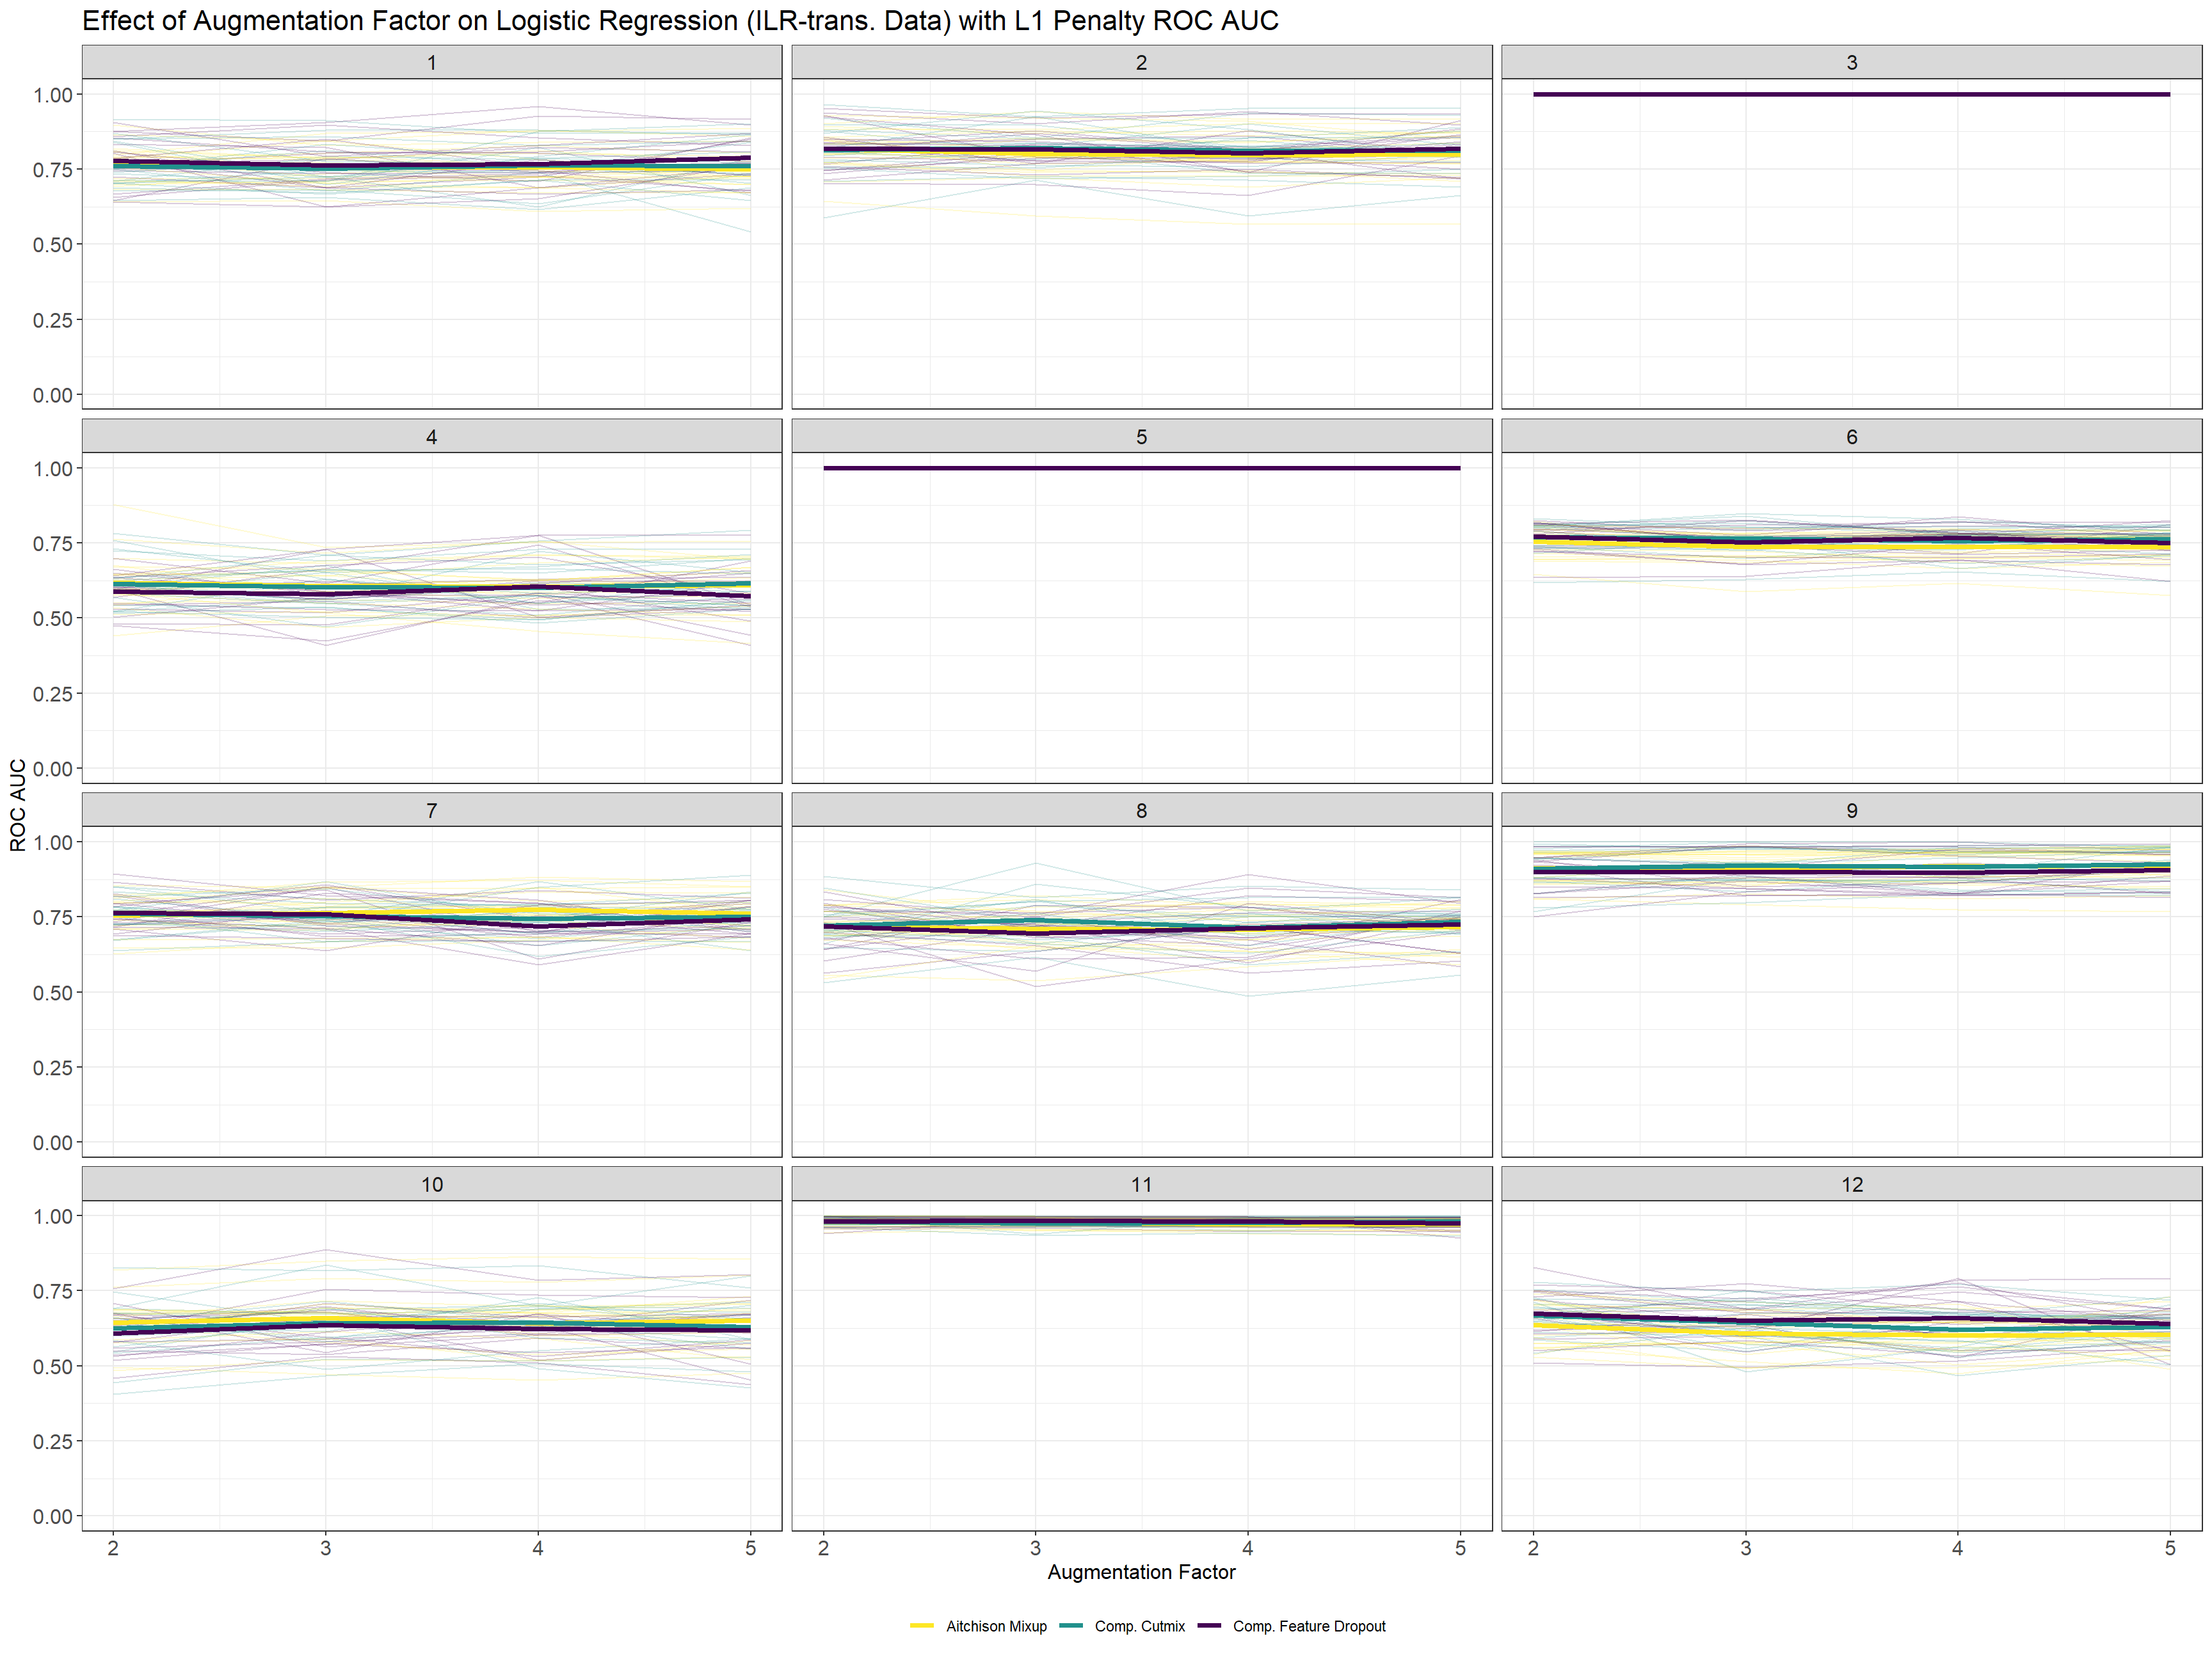 Effect of Augmentation Factor on Logistic Regression (ILR-trans. Data) with L1 Penalty ROC AUC
1 2 3
1.00
0.75
0.50
0.25
0.00
4 5 6
1.00
0.75
0.50
0.25
0.00
7 8 9
1.00
0.75
0.50
0.25
0.00
10 11 12
1.00
0.75
0.50
0.25
0.00
ROC AUC
2 3 4 5 2 3 4 5 2 3 4 5
Augmentation Factor
Aitchison Mixup Comp. Cutmix Comp. Feature Dropout